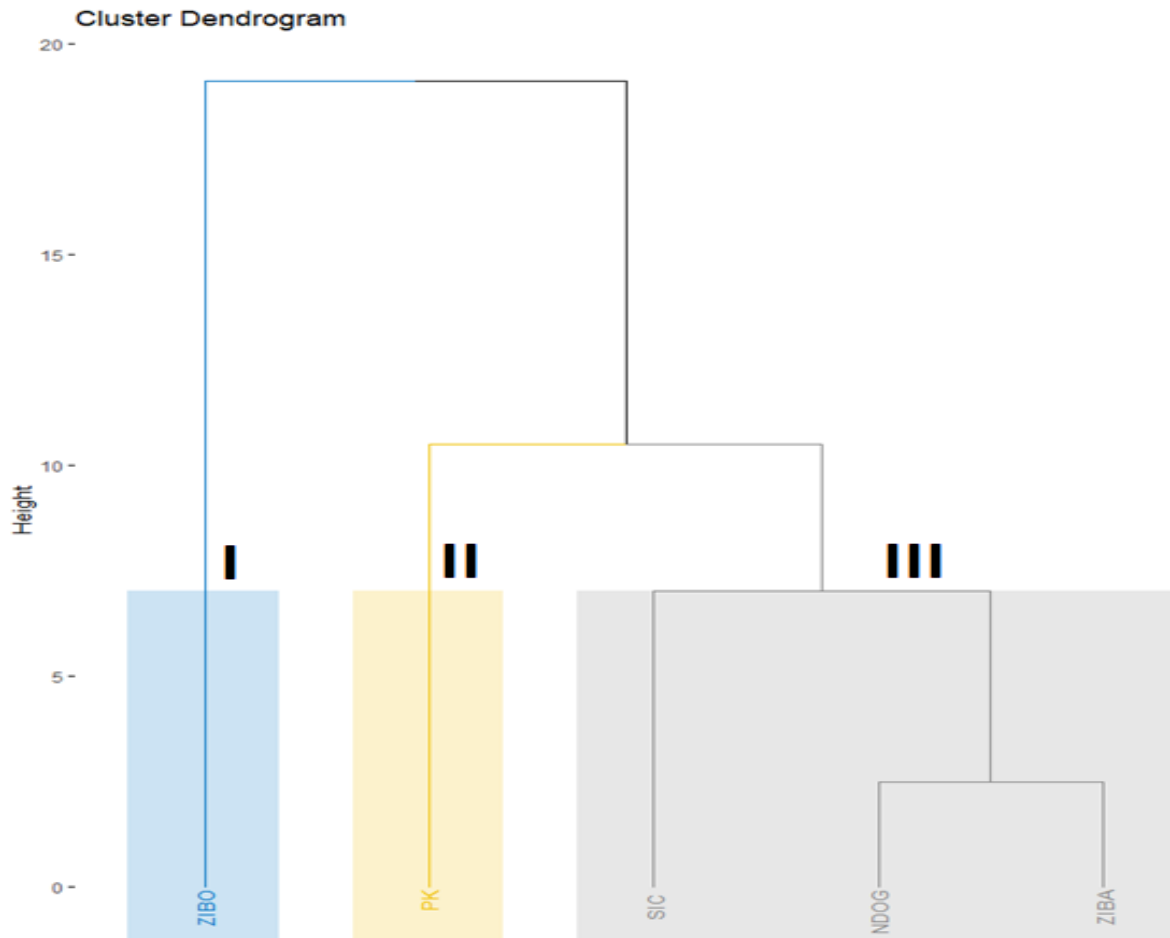 Cluster Dendrogram
20
15
10
5
0
Height
I
II
III
ZIBO
PK
SIC
NDOG
ZIBA